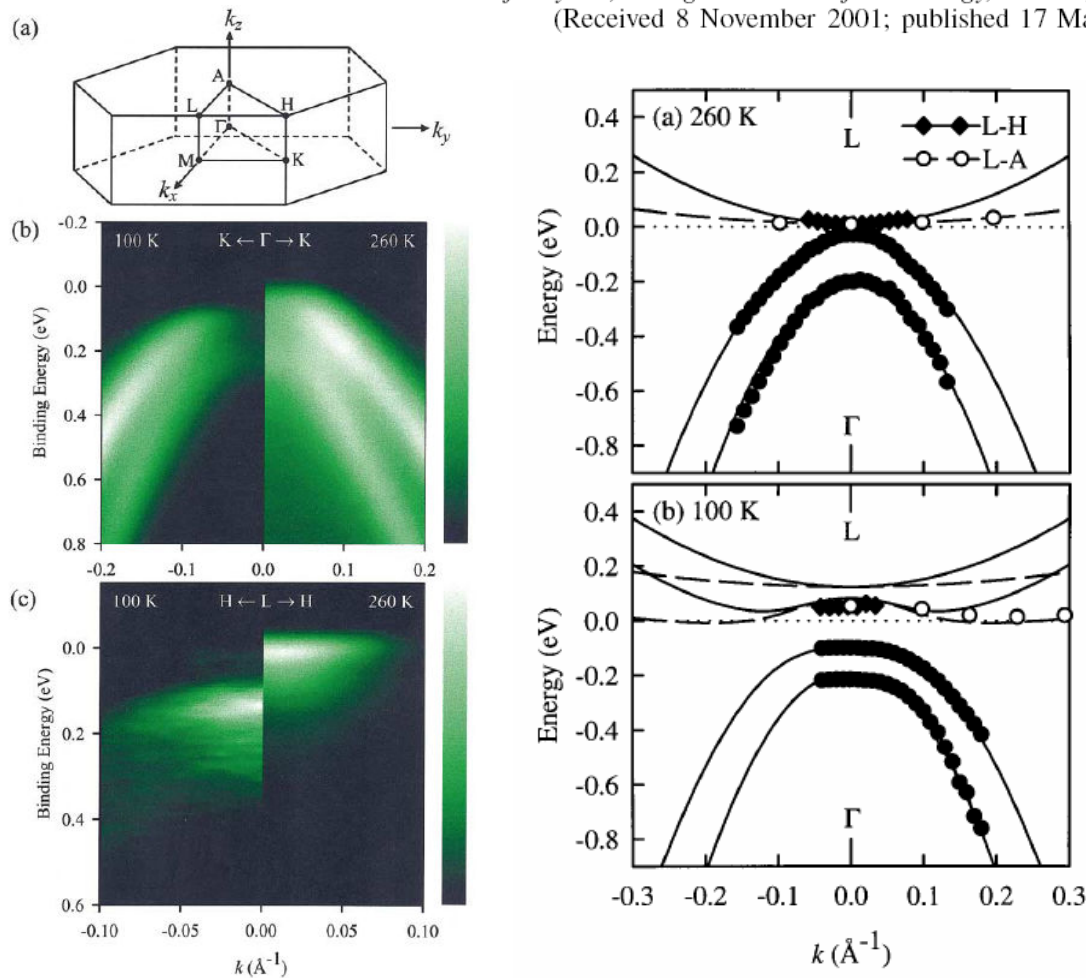 (Received 8 November 2001; published 17 Ma
(a)
k_z
A
L
H
Γ
k_y
M
K
k_x
(b)
-0.2
100 K
K ← Γ → K
260 K
0.0
0.2
0.4
0.6
0.8
Binding Energy (eV)
-0.2
-0.1
0.0
0.1
0.2
(c)
100 K
H ← L → H
260 K
0.0
0.2
0.4
0.6
Binding Energy (eV)
-0.10
-0.05
0.00
0.05
0.10
k (Å⁻¹)
(a) 260 K
L
L-H
L-A
0.4
0.2
0.0
-0.2
-0.4
-0.6
-0.8
Energy (eV)
Γ
(b) 100 K
L
0.4
0.2
0.0
-0.2
-0.4
-0.6
-0.8
Energy (eV)
Γ
-0.3
-0.2
-0.1
0.0
0.1
0.2
0.3
k (Å⁻¹)